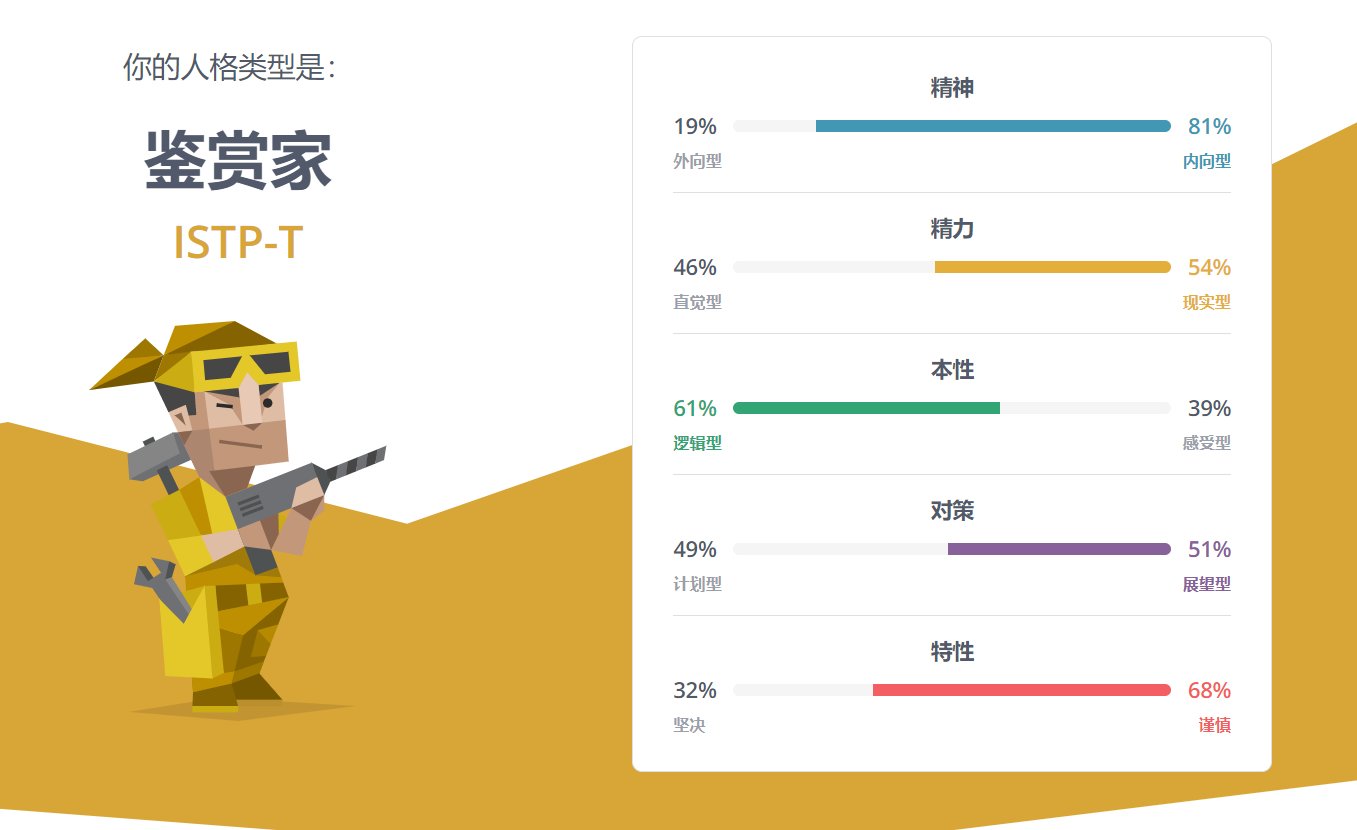 你的人格类型是：
鉴赏家
ISTP-T
精神
19% 81%
外向型 内向型
精力
46% 54%
直觉型 现实型
本性
61% 39%
逻辑型 感受型
对策
49% 51%
计划型 展望型
特性
32% 68%
坚决 谨慎